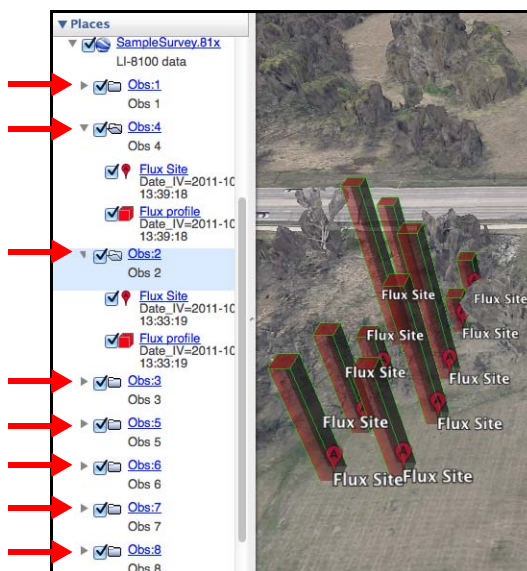 Places
SampleSurvey.81x
LI-8100 data
Obs:1
Obs 1
Obs:4
Obs 4
Flux Site
Date_IV=2011-10
13:39:18
Flux profile
Date_IV=2011-10
13:39:18
Obs:2
Obs 2
Flux Site
Date_IV=2011-10
13:33:19
Flux profile
Date_IV=2011-10
13:33:19
Obs:3
Obs 3
Obs:5
Obs 5
Obs:6
Obs 6
Obs:7
Obs 7
Obs:8
Obs 8
Flux Site
Flux Site
Flux Site
Flux Site
Flux Site
Flux Site
Flux Site
Flux Site
Flux Site
A
A
A
A